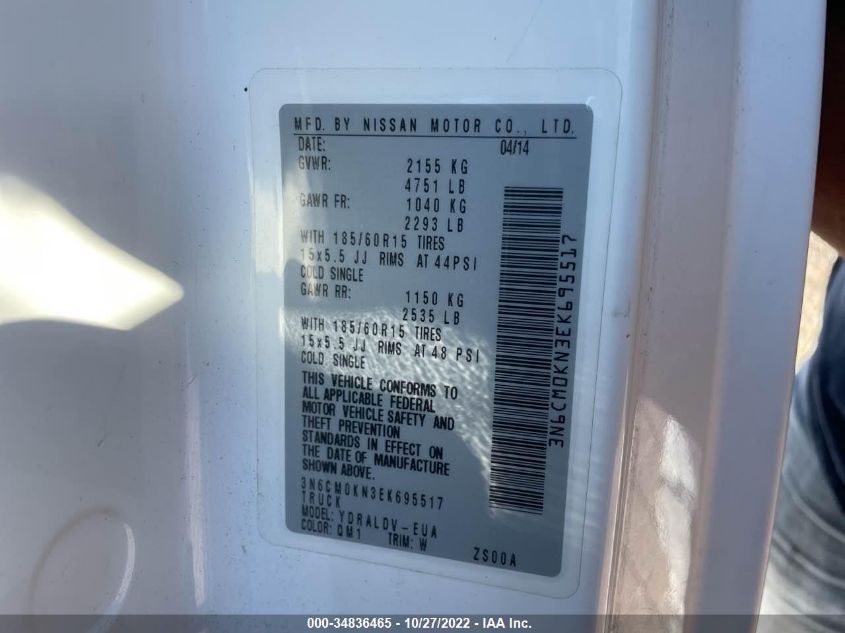 MFD. BY NISSAN MOTOR CO., LTD.
DATE: 04/14
GVWR: 2155 KG
4751 LB
GAWR FR: 1040 KG
2293 LB
WITH 185/60R15 TIRES
15x5.5 JJ RIMS AT 44PSI
COLD SINGLE
GAWR RR: 1150 KG
2535 LB
WITH 185/60R15 TIRES
15x5.5 JJ RIMS AT 48 PSI
COLD SINGLE
THIS VEHICLE CONFORMS TO
ALL APPLICABLE FEDERAL
MOTOR VEHICLE SAFETY AND
THEFT PREVENTION
STANDARDS IN EFFECT ON
THE DATE OF MANUFACTURE
SHOWN ABOVE.
3N6CM0KN3EK695517
TRUCK
MODEL: YDRALDV-EUA
COLOR: QM1 TRIM: W ZS00A
3N6CM0KN3EK695517
000-34836465 - 10/27/2022 - IAA Inc.